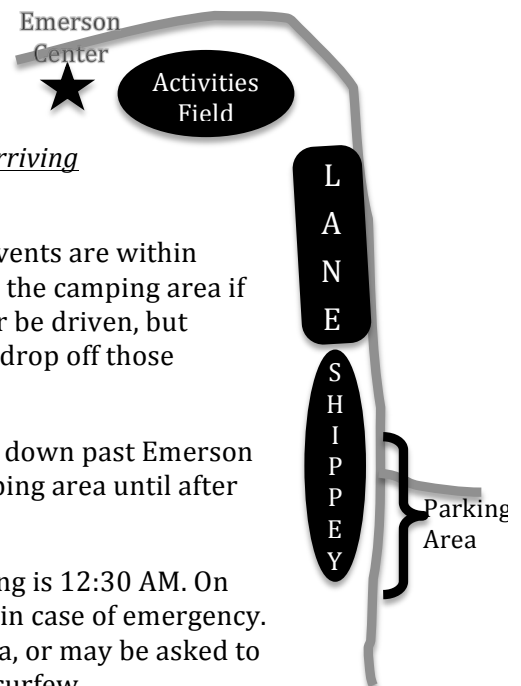 Emerson
Center
Activities
Field
rriving
L
A
N
E
vents are within
the camping area if
r be driven, but
drop off those
S
H
I
P
P
E
Y
down past Emerson
ping area until after
Parking
Area
ng is 12:30 AM. On
in case of emergency.
a, or may be asked to
curfew